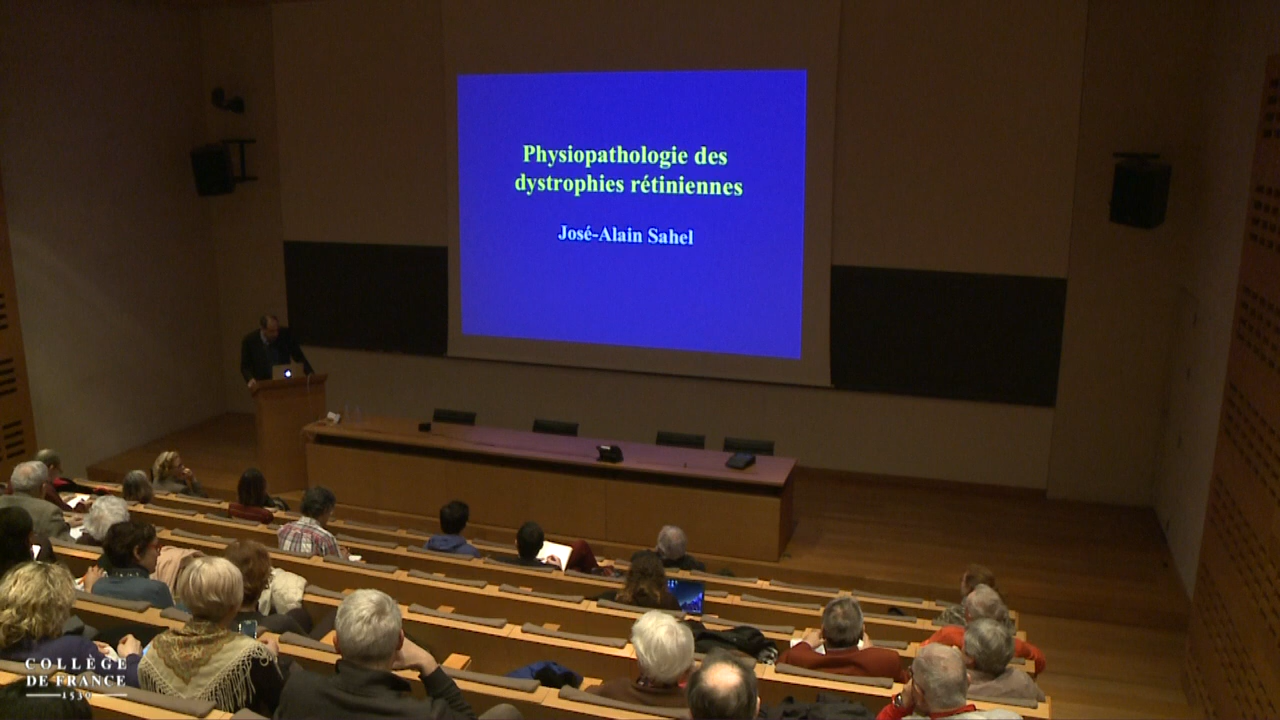 Physiopathologie des
dystrophies rétiniennes
José-Alain Sahel
COLLÈGE
DE FRANCE
1530